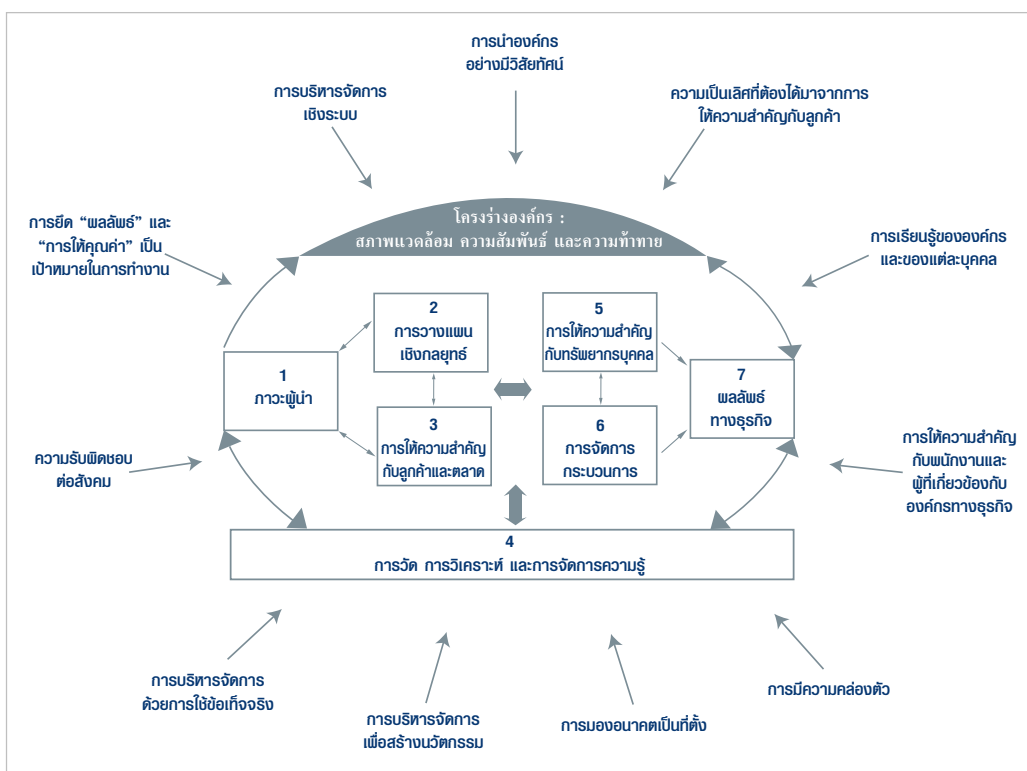 การนำองค์กร
อย่างมีวิสัยทัศน์
การบริหารจัดการ
เชิงระบบ
ความเป็นเลิศที่ต้องได้มาจากการ
ให้ความสำคัญกับลูกค้า
การยึด “ผลลัพธ์” และ
“การให้คุณค่า” เป็น
เป้าหมายในการทำงาน
โครงร่างองค์กร :
สภาพแวดล้อม ความสัมพันธ์ และความท้าทาย
การเรียนรู้ขององค์กร
และของแต่ละบุคคล
2
การวางแผน
เชิงกลยุทธ์
5
การให้ความสำคัญ
กับทรัพยากรบุคคล
1
ภาวะผู้นำ
7
ผลลัพธ์
ทางธุรกิจ
3
การให้ความสำคัญ
กับลูกค้าและตลาด
6
การจัดการ
กระบวนการ
ความรับผิดชอบ
ต่อสังคม
การให้ความสำคัญ
กับพนักงานและ
ผู้ที่เกี่ยวข้องกับ
องค์กรทางธุรกิจ
4
การวัด การวิเคราะห์ และการจัดการความรู้
การบริหารจัดการ
ด้วยการใช้ข้อเท็จจริง
การบริหารจัดการ
เพื่อสร้างนวัตกรรม
การมองอนาคตเป็นที่ตั้ง
การมีความคล่องตัว